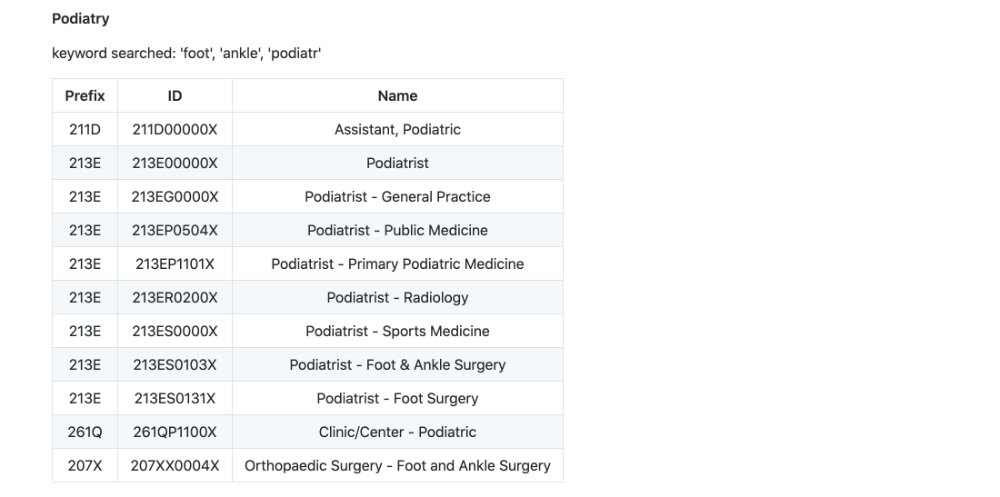 Podiatry
keyword searched: 'foot', 'ankle', 'podiatr'
Prefix ID Name
211D 211D00000X Assistant, Podiatric
213E 213E00000X Podiatrist
213E 213EG0000X Podiatrist - General Practice
213E 213EP0504X Podiatrist - Public Medicine
213E 213EP1101X Podiatrist - Primary Podiatric Medicine
213E 213ER0200X Podiatrist - Radiology
213E 213ES0000X Podiatrist - Sports Medicine
213E 213ES0103X Podiatrist - Foot & Ankle Surgery
213E 213ES0131X Podiatrist - Foot Surgery
261Q 261QP1100X Clinic/Center - Podiatric
207X 207XX0004X Orthopaedic Surgery - Foot and Ankle Surgery